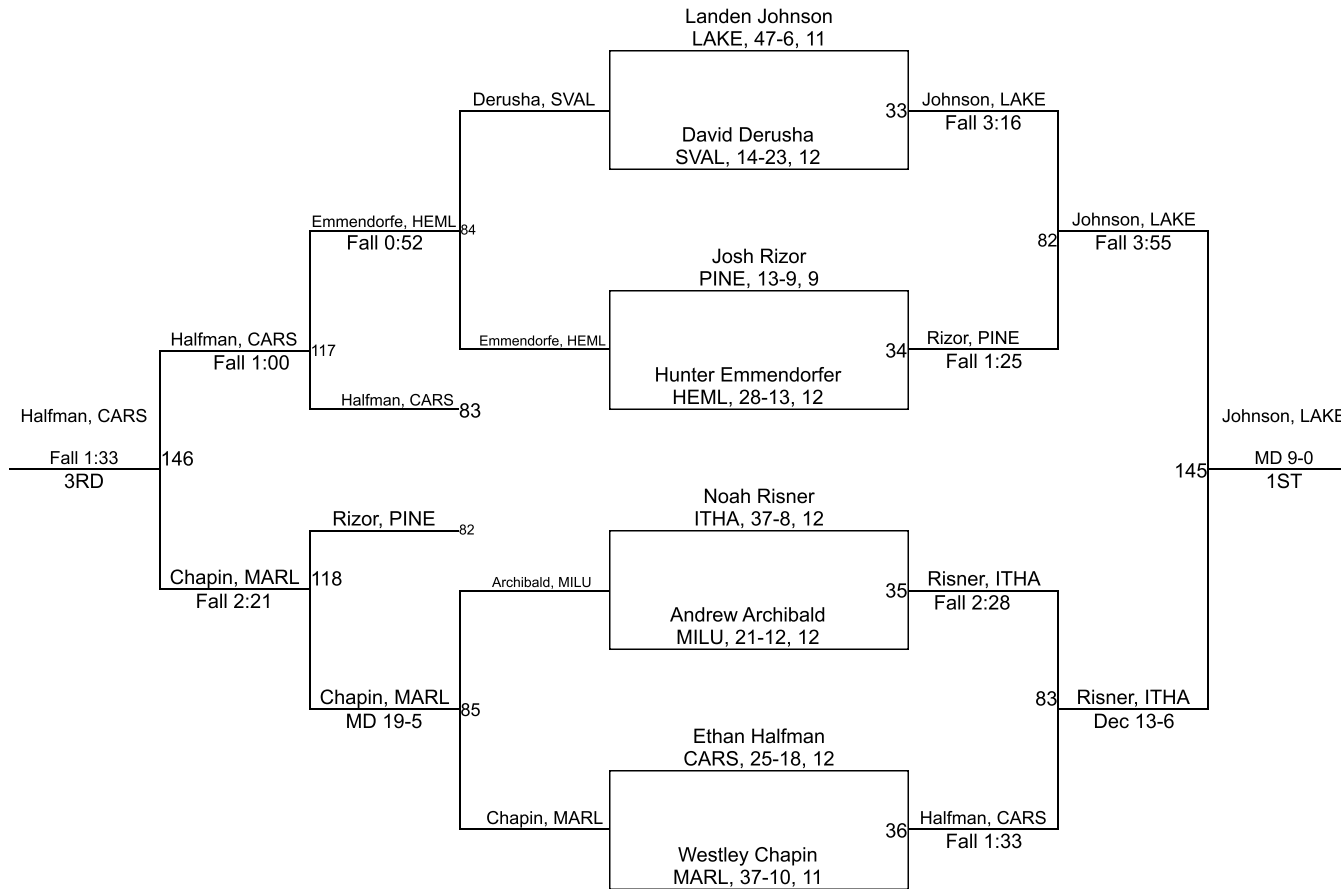 Landen Johnson
LAKE, 47-6, 11
Derusha, SVAL
33
Johnson, LAKE
Fall 3:16
David Derusha
SVAL, 14-23, 12
Emmendorfe, HEML
84
Fall 0:52
Johnson, LAKE
82
Fall 3:55
Josh Rizor
PINE, 13-9, 9
Halfman, CARS
117
Fall 1:00
Emmendorfe, HEML
34
Rizor, PINE
Fall 1:25
Hunter Emmendorfer
HEML, 28-13, 12
Halfman, CARS
83
Halfman, CARS
Johnson, LAKE
Fall 1:33
146
3RD
145
MD 9-0
1ST
Noah Risner
ITHA, 37-8, 12
Rizor, PINE
82
Chapin, MARL
118
Fall 2:21
Archibald, MILU
35
Risner, ITHA
Fall 2:28
Andrew Archibald
MILU, 21-12, 12
Chapin, MARL
85
MD 19-5
83
Risner, ITHA
Dec 13-6
Ethan Halfman
CARS, 25-18, 12
Chapin, MARL
36
Halfman, CARS
Fall 1:33
Westley Chapin
MARL, 37-10, 11